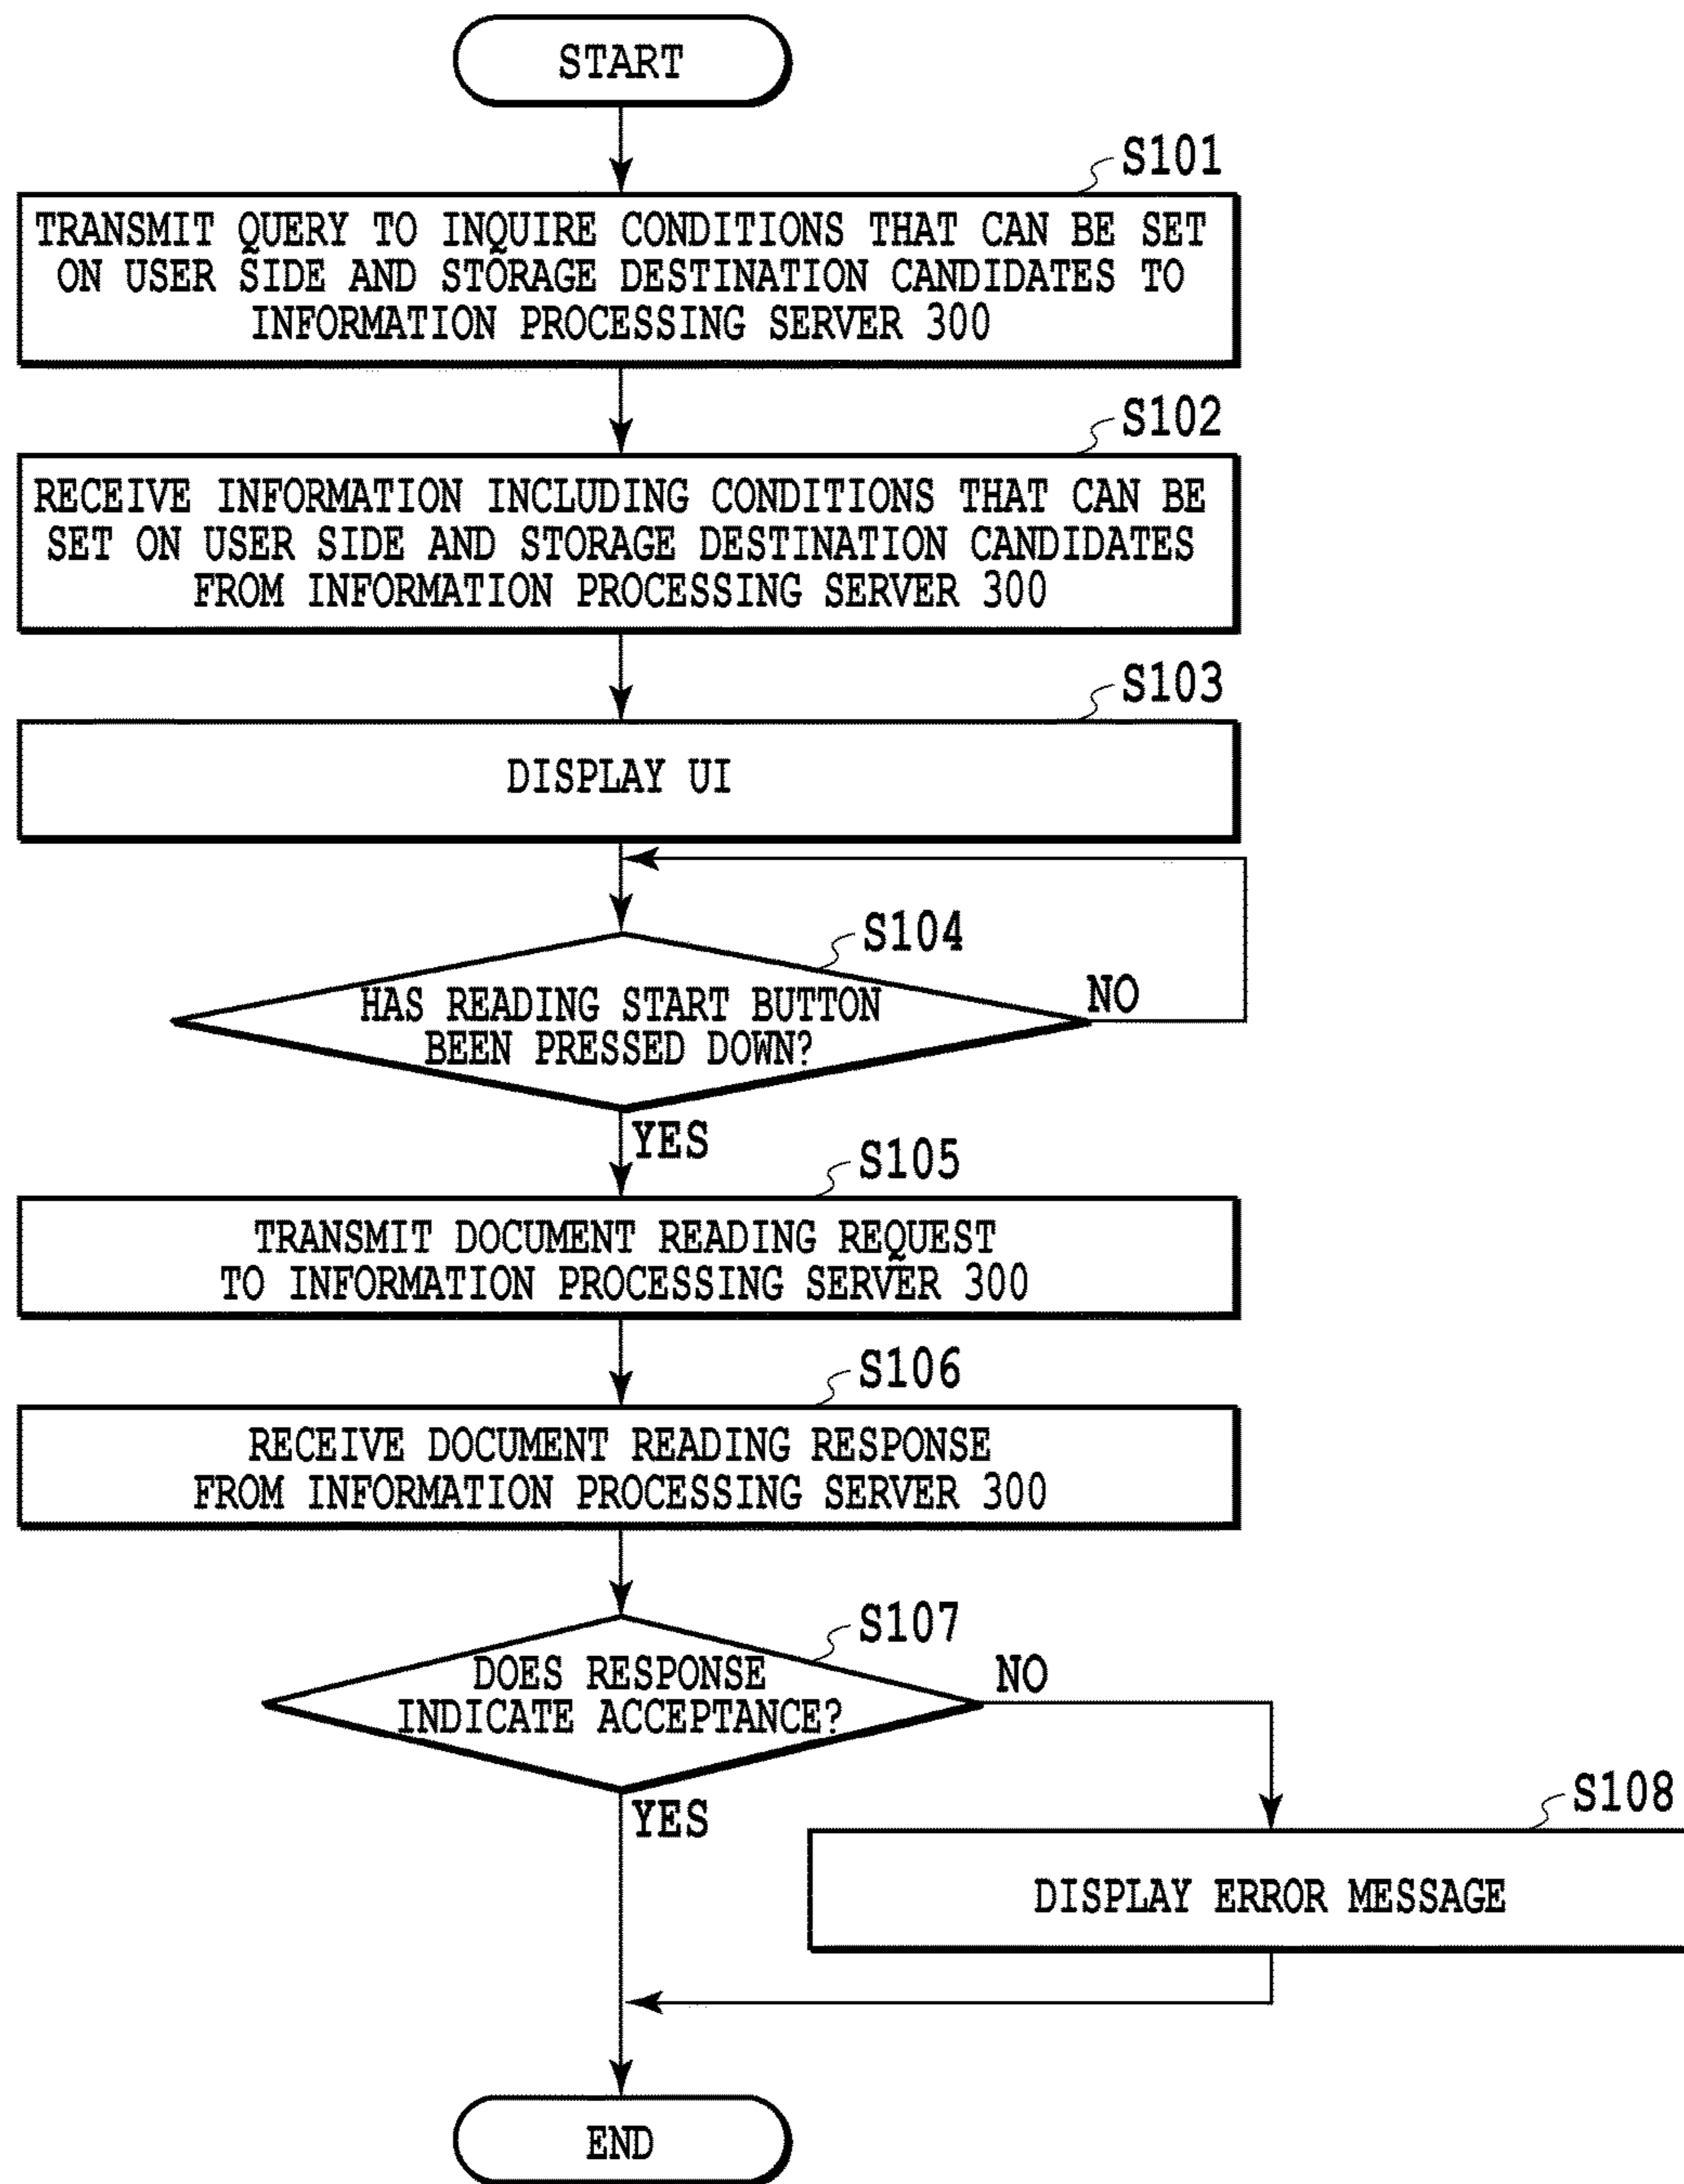 START
S101
TRANSMIT QUERY TO INQUIRE CONDITIONS THAT CAN BE SET
ON USER SIDE AND STORAGE DESTINATION CANDIDATES TO
INFORMATION PROCESSING SERVER 300
S102
RECEIVE INFORMATION INCLUDING CONDITIONS THAT CAN BE
SET ON USER SIDE AND STORAGE DESTINATION CANDIDATES
FROM INFORMATION PROCESSING SERVER 300
S103
DISPLAY UI
S104
HAS READING START BUTTON
BEEN PRESSED DOWN?
NO
YES
S105
TRANSMIT DOCUMENT READING REQUEST
TO INFORMATION PROCESSING SERVER 300
S106
RECEIVE DOCUMENT READING RESPONSE
FROM INFORMATION PROCESSING SERVER 300
S107
DOES RESPONSE
INDICATE ACCEPTANCE?
NO
YES
S108
DISPLAY ERROR MESSAGE
END